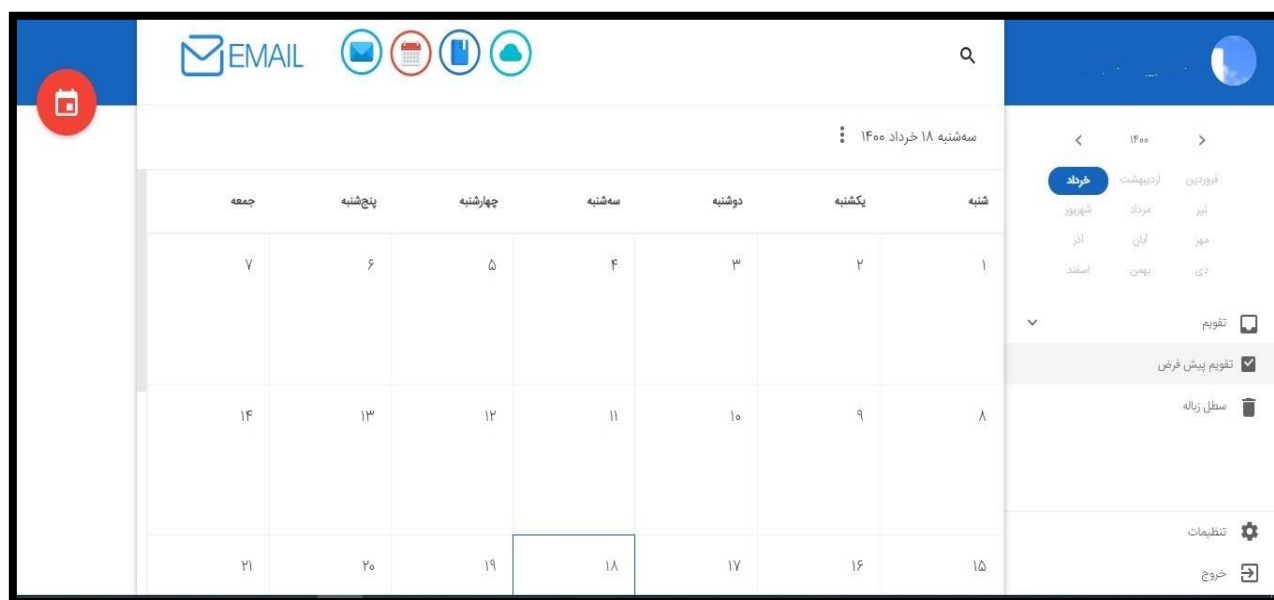 EMAIL
سه‌شنبه ۱۸ خرداد ۱۴۰۰
۱۴۰۰
فروردین اردیبهشت خرداد
تیر مرداد شهریور
مهر آبان آذر
دی بهمن اسفند
تقویم
تقویم پیش فرض
سطل زباله
تنظیمات
خروج
شنبه یکشنبه دوشنبه سه‌شنبه چهارشنبه پنج‌شنبه جمعه
۱ ۲ ۳ ۴ ۵ ۶ ۷
۸ ۹ ۱۰ ۱۱ ۱۲ ۱۳ ۱۴
۱۵ ۱۶ ۱۷ ۱۸ ۱۹ ۲۰ ۲۱